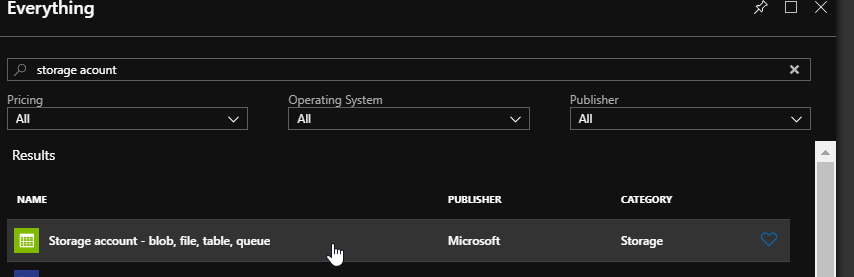 Everything
storage acount
Pricing Operating System Publisher
All All All
Results
NAME PUBLISHER CATEGORY
Storage account - blob, file, table, queue Microsoft Storage